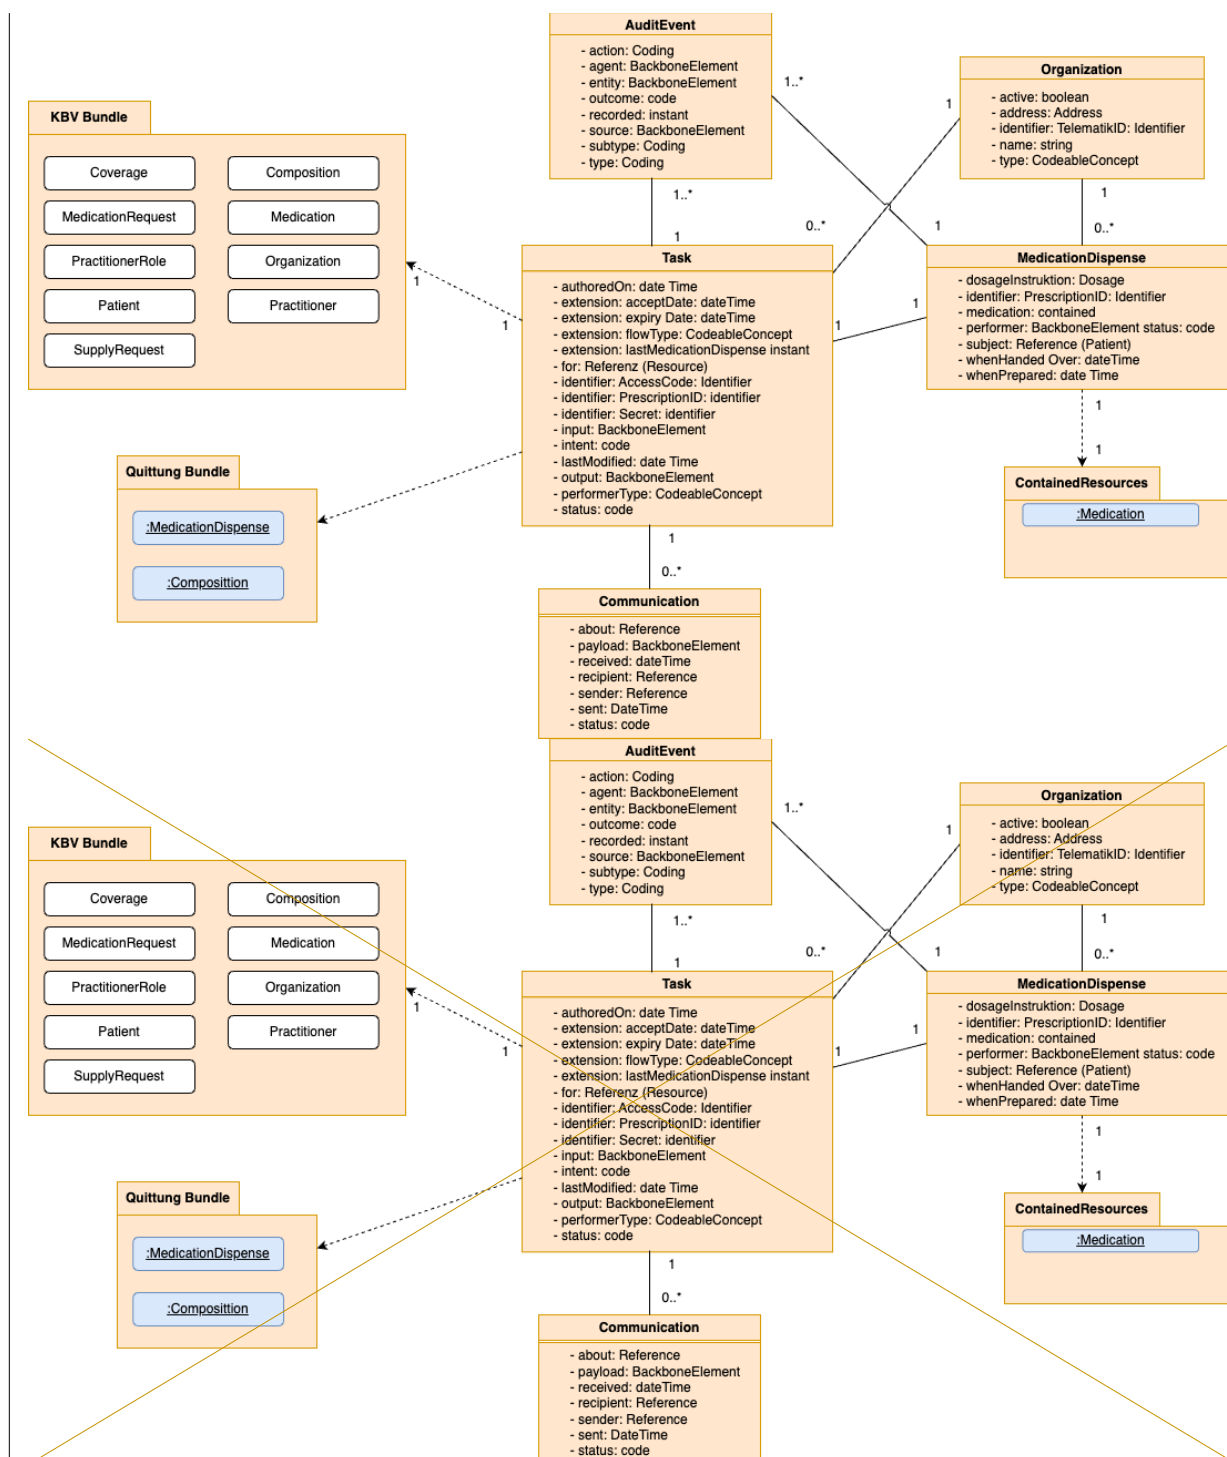 AuditEvent
- action: Coding
- agent: BackboneElement
- entity: BackboneElement
- outcome: code
- recorded: instant
- source: BackboneElement
- subtype: Coding
- type: Coding
1..*
1
Organization
- active: boolean
- address: Address
- identifier: TelematikID: Identifier
- name: string
- type: CodeableConcept
KBV Bundle
Coverage
Composition
MedicationRequest
Medication
PractitionerRole
Organization
Patient
Practitioner
SupplyRequest
1..*
1
0..*
1
1
0..*
1
1
Task
- authoredOn: date Time
- extension: acceptDate: dateTime
- extension: expiry Date: dateTime
- extension: flowType: CodeableConcept
- extension: lastMedicationDispense instant
- for: Referenz (Resource)
- identifier: AccessCode: Identifier
- identifier: PrescriptionID: identifier
- identifier: Secret: identifier
- input: BackboneElement
- intent: code
- lastModified: date Time
- output: BackboneElement
- performerType: CodeableConcept
- status: code
1
1
MedicationDispense
- dosageInstruktion: Dosage
- identifier: PrescriptionID: Identifier
- medication: contained
- performer: BackboneElement status: code
- subject: Reference (Patient)
- whenHanded Over: dateTime
- whenPrepared: date Time
1
1
Quittung Bundle
:MedicationDispense
:Composittion
ContainedResources
:Medication
1
0..*
Communication
- about: Reference
- payload: BackboneElement
- received: dateTime
- recipient: Reference
- sender: Reference
- sent: DateTime
- status: code
AuditEvent
- action: Coding
- agent: BackboneElement
- entity: BackboneElement
- outcome: code
- recorded: instant
- source: BackboneElement
- subtype: Coding
- type: Coding
1..*
1
Organization
- active: boolean
- address: Address
- identifier: TelematikID: Identifier
- name: string
- type: CodeableConcept
KBV Bundle
Coverage
Composition
MedicationRequest
Medication
PractitionerRole
Organization
Patient
Practitioner
SupplyRequest
1..*
1
0..*
1
1
0..*
1
1
Task
- authoredOn: date Time
- extension: acceptDate: dateTime
- extension: expiry Date: dateTime
- extension: flowType: CodeableConcept
- extension: lastMedicationDispense instant
- for: Referenz (Resource)
- identifier: AccessCode: Identifier
- identifier: PrescriptionID: identifier
- identifier: Secret: identifier
- input: BackboneElement
- intent: code
- lastModified: date Time
- output: BackboneElement
- performerType: CodeableConcept
- status: code
1
1
MedicationDispense
- dosageInstruktion: Dosage
- identifier: PrescriptionID: Identifier
- medication: contained
- performer: BackboneElement status: code
- subject: Reference (Patient)
- whenHanded Over: dateTime
- whenPrepared: date Time
1
1
Quittung Bundle
:MedicationDispense
:Composittion
ContainedResources
:Medication
1
0..*
Communication
- about: Reference
- payload: BackboneElement
- received: dateTime
- recipient: Reference
- sender: Reference
- sent: DateTime
- status: code